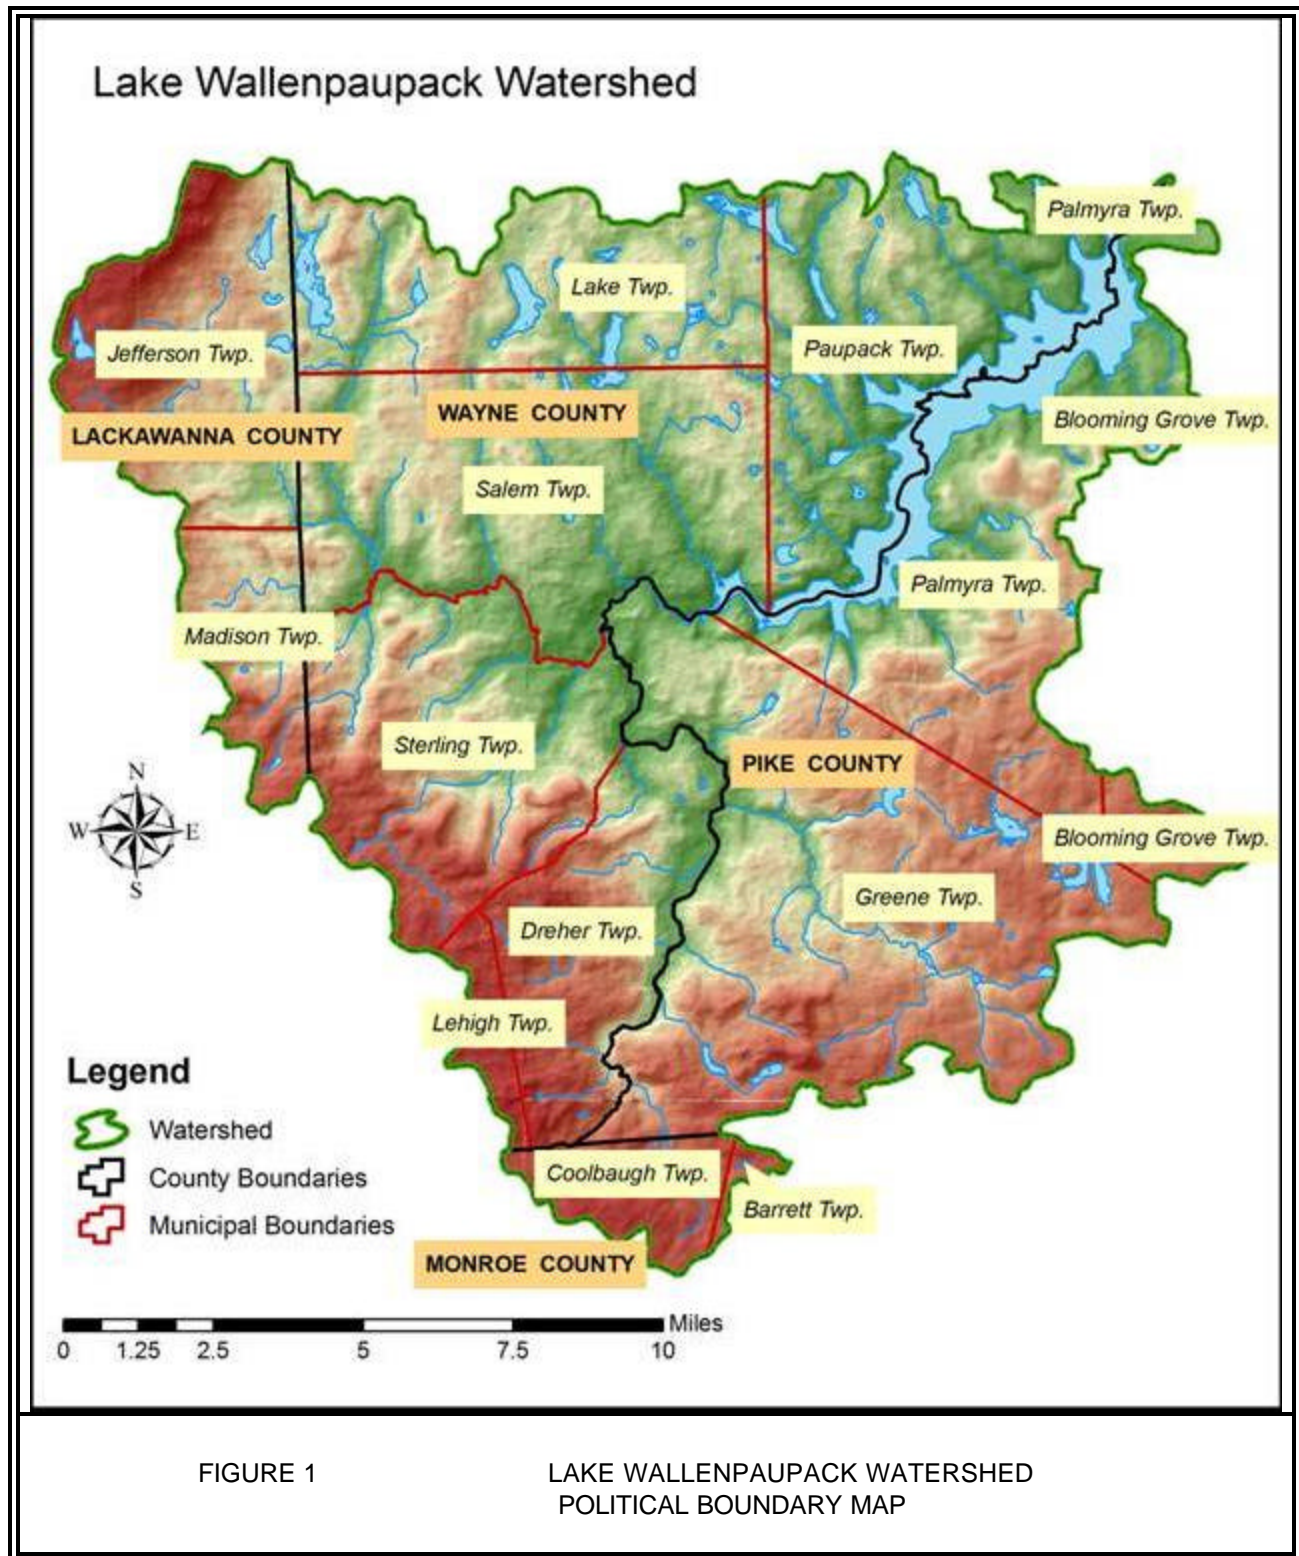 Lake Wallenpaupack Watershed
Palmyra Twp.
Lake Twp.
Paupack Twp.
Jefferson Twp.
WAYNE COUNTY
Blooming Grove Twp.
LACKAWANNA COUNTY
Salem Twp.
Palmyra Twp.
Madison Twp.
Sterling Twp.
PIKE COUNTY
N
W
E
S
Blooming Grove Twp.
Greene Twp.
Dreher Twp.
Lehigh Twp.
Legend
Watershed
County Boundaries
Municipal Boundaries
Coolbaugh Twp.
Barrett Twp.
MONROE COUNTY
Miles
0 1.25 2.5 5 7.5 10
FIGURE 1 LAKE WALLENPAUPACK WATERSHED
POLITICAL BOUNDARY MAP